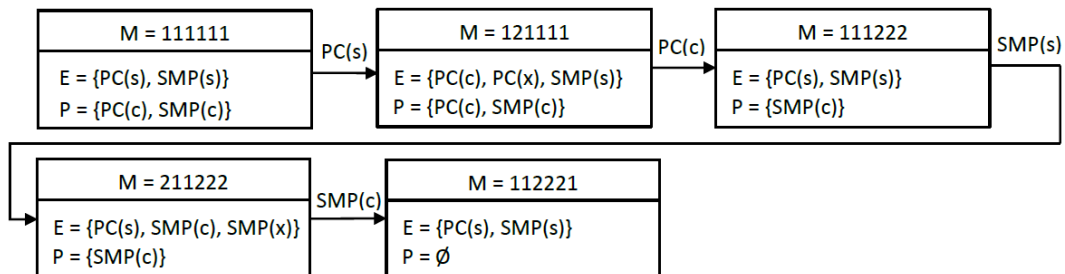 M = 111111
E = {PC(s), SMP(s)}
P = {PC(c), SMP(c)}
PC(s)
M = 121111
E = {PC(c), PC(x), SMP(s)}
P = {PC(c), SMP(c)}
PC(c)
M = 111222
E = {PC(s), SMP(s)}
P = {SMP(c)}
SMP(s)
M = 211222
E = {PC(s), SMP(c), SMP(x)}
P = {SMP(c)}
SMP(c)
M = 112221
E = {PC(s), SMP(s)}
P = Ø